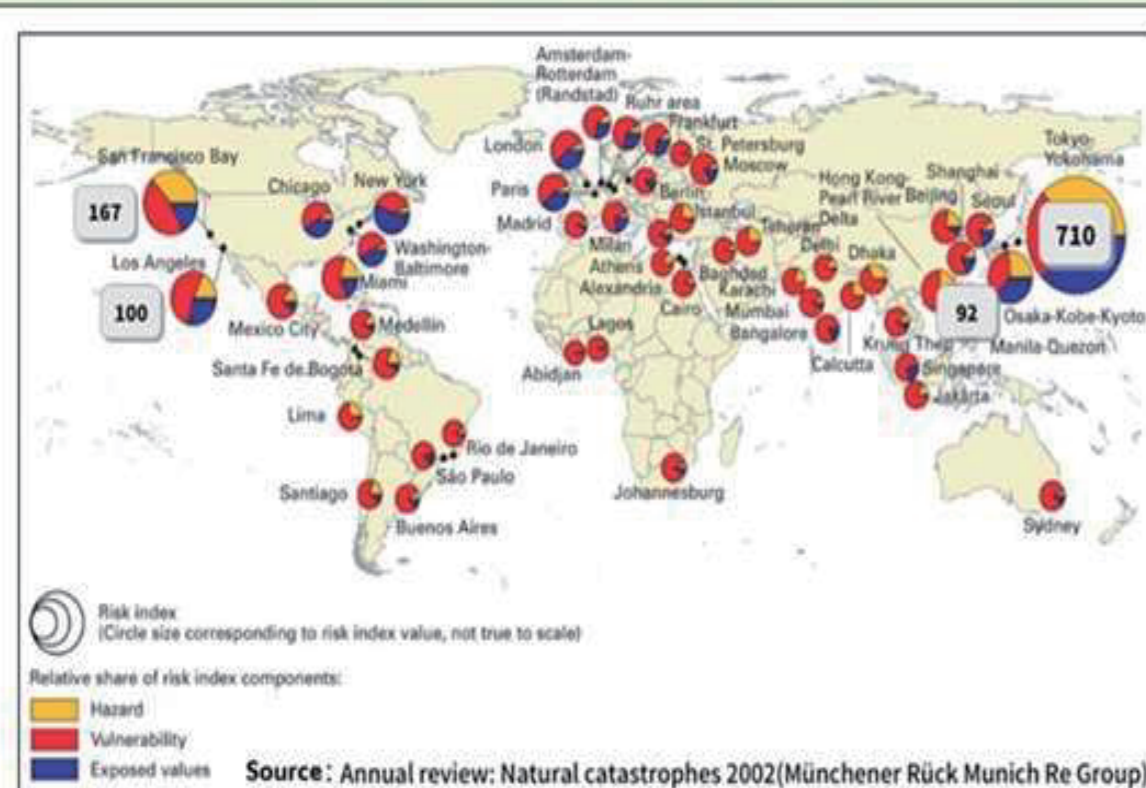 Amsterdam-
Rotterdam
(Randstad)
Ruhr area
Frankfurt
London
St. Petersburg
Moscow
Paris
Berlin
Madrid
Milan
Istanbul
Athens
Teheran
Alexandria
Baghdad
Cairo
San Francisco Bay
167
Chicago
New York
Los Angeles
100
Washington-
Baltimore
Miami
Mexico City
Medellín
Santa Fe de Bogotá
Lima
Rio de Janeiro
São Paulo
Santiago
Buenos Aires
Lagos
Abidjan
Johannesburg
Hong Kong-
Pearl River
Delta
Beijing
Shanghai
Seoul
Tokyo-
Yokohama
710
Delhi
Dhaka
Karachi
Mumbai
Bangalore
Calcutta
92
Osaka-Kobe-Kyoto
Krung Thep
Manila-Quezon
Singapore
Jakarta
Sydney
Risk index
(Circle size corresponding to risk index value, not true to scale)
Relative share of risk index components:
Hazard
Vulnerability
Exposed values
Source: Annual review: Natural catastrophes 2002(Münchener Rück Munich Re Group)